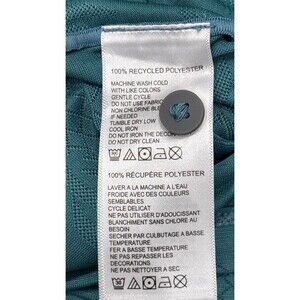 100% RECYCLED POLYESTER
MACHINE WASH COLD
WITH LIKE COLORS
GENTLE CYCLE
DO NOT USE FABRIC
NON CHLORINE BLE
IF NEEDED
TUMBLE DRY LOW
COOL IRON
DO NOT IRON THE DECOR
DO NOT DRY CLEAN
100% RÉCUPÉRE POLYESTER
LAVER A LA MACHINE A L'EAU
FROIDE AVEC DES COULEURS
SEMBLABLES
CYCLE DELICAT
NE PAS UTILISER D'ADOUCISSANT
BLANCHIMENT SANS CHLORE AU
BESOIN
SECHER PAR CULBUTAGE A BASSE
TEMPERATURE
FER A BASSE TEMPERATURE
NE PAS REPASSER LES
DECORATIONS
NE PAS NETTOYER A SEC